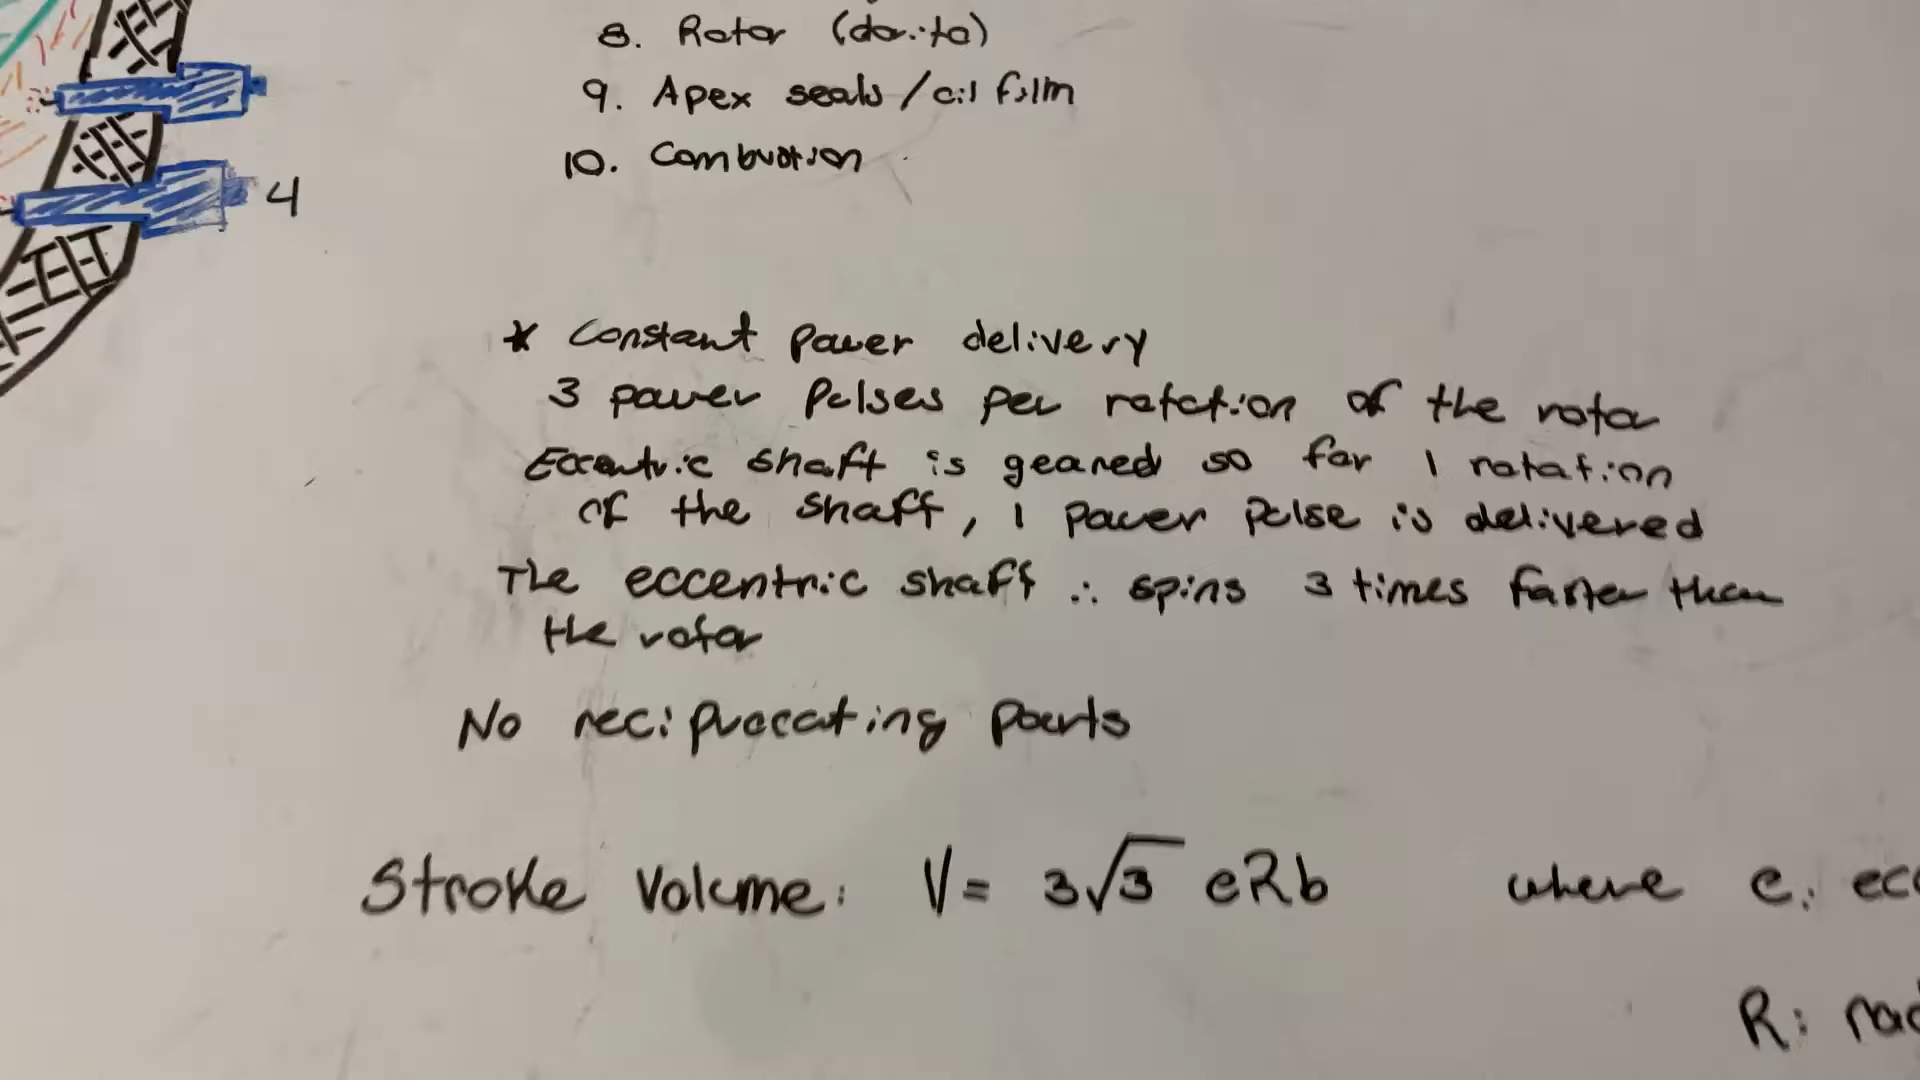 8. Rotor (dorito)
9. Apex seals / oil film
10. Combustion
4
* Constant power delivery
3 power pulses per rotation of the rotor
Eccentric shaft is geared so for 1 rotation
of the shaft, 1 power pulse is delivered
The eccentric shaft ∴ spins 3 times faster than
the rotor
No reciprocating parts
Stroke Volume: V = 3√3 eRb where e: ecc
R: rad